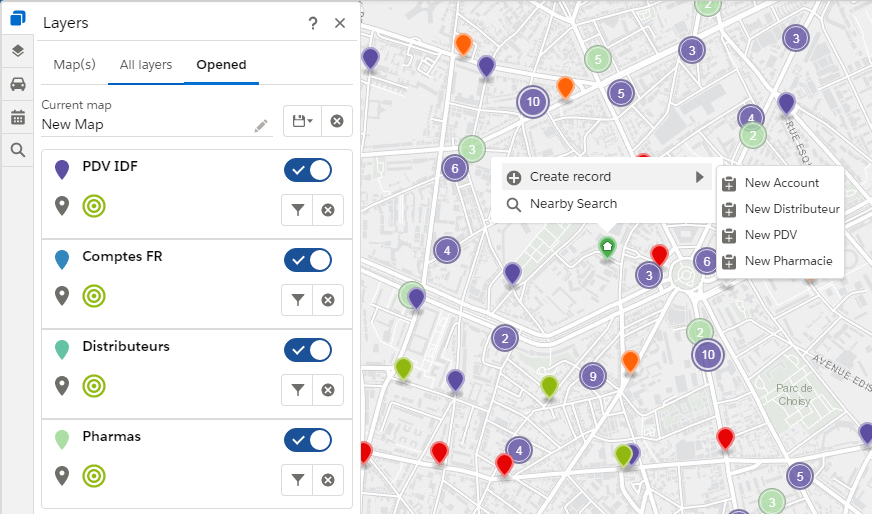 Layers
?
Map(s)
All layers
Opened
Current map
New Map
PDV IDF
Comptes FR
Distributeurs
Pharmas
2
3
3
5
5
10
4
2
RUE ESQ
3
6
Create record
Nearby Search
New Account
New Distributeur
New PDV
New Pharmacie
4
3
6
2
2
10
9
AVENUE EDIS
Parc de
Choisy
4
5
3